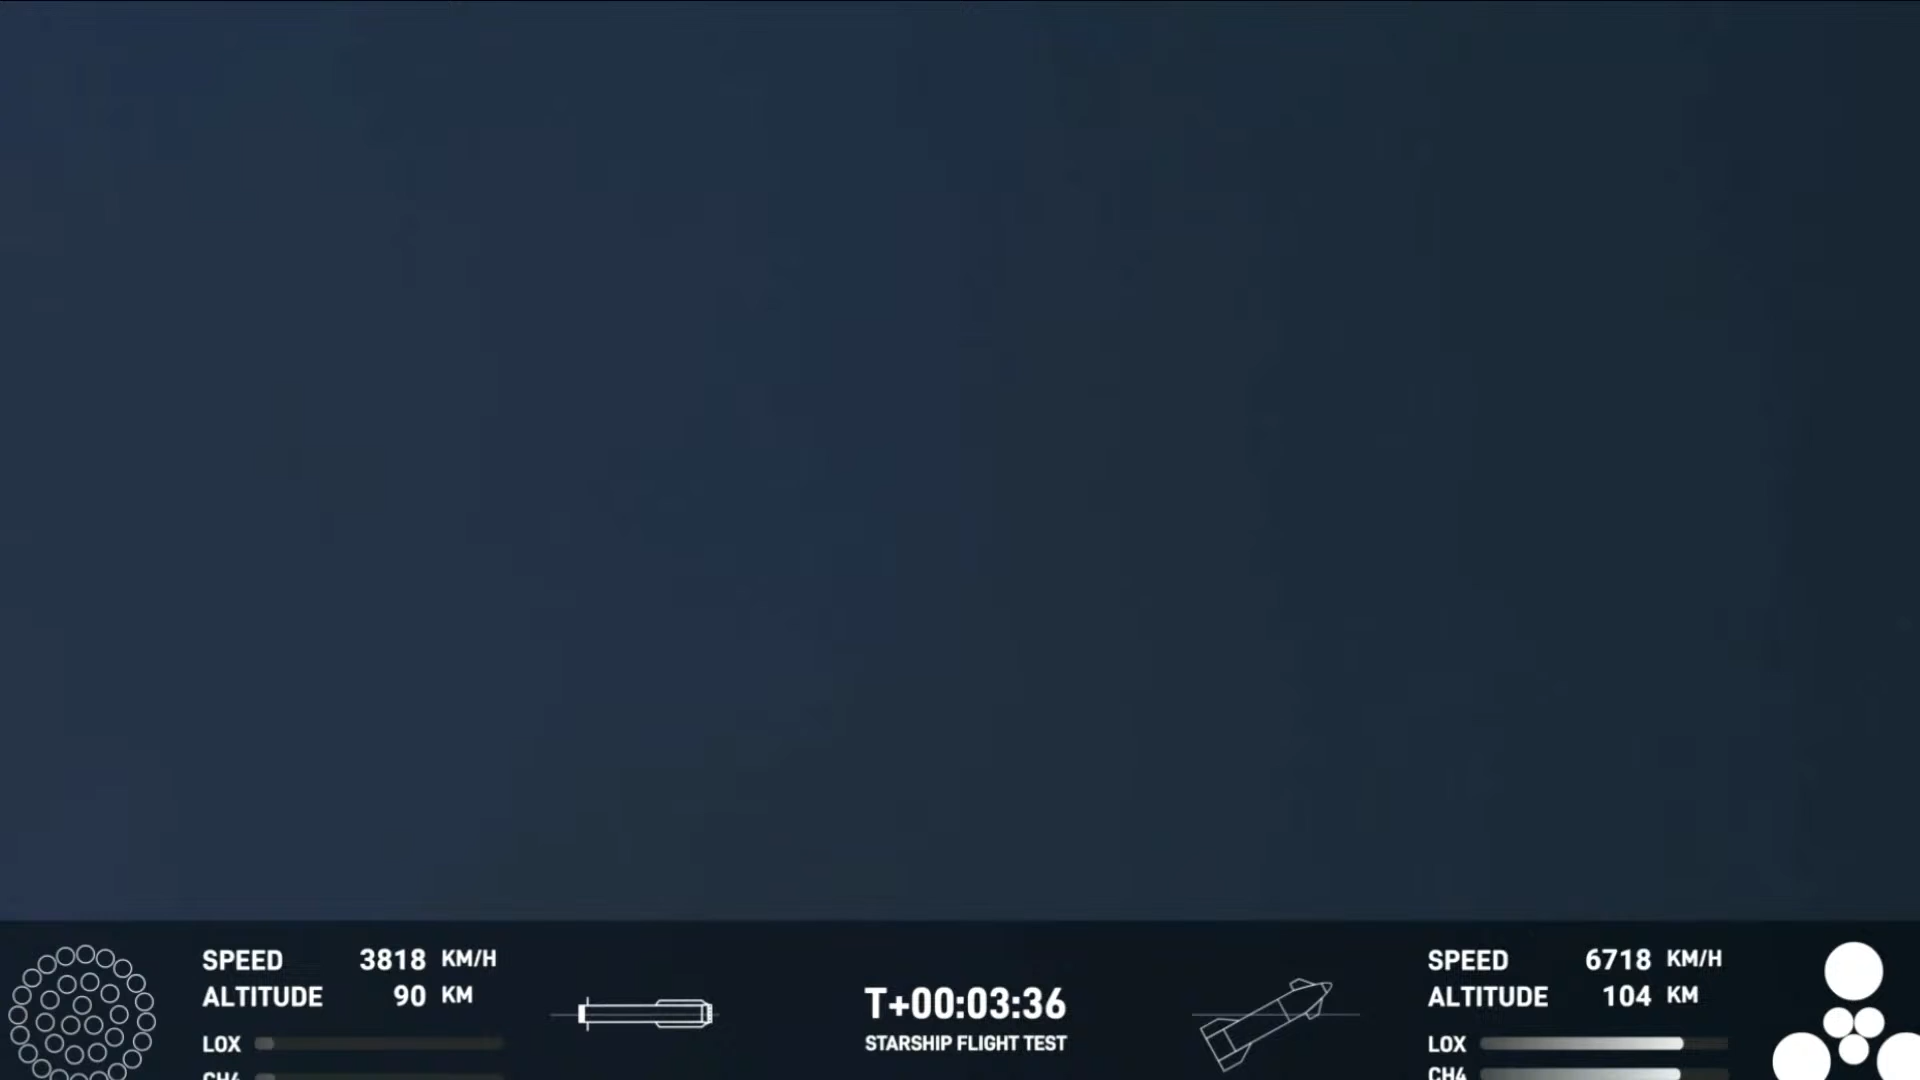 SPEED 3818 KM/H
ALTITUDE 90 KM
LOX
CH4
T+00:03:36
STARSHIP FLIGHT TEST
SPEED 6718 KM/H
ALTITUDE 104 KM
LOX
CH4